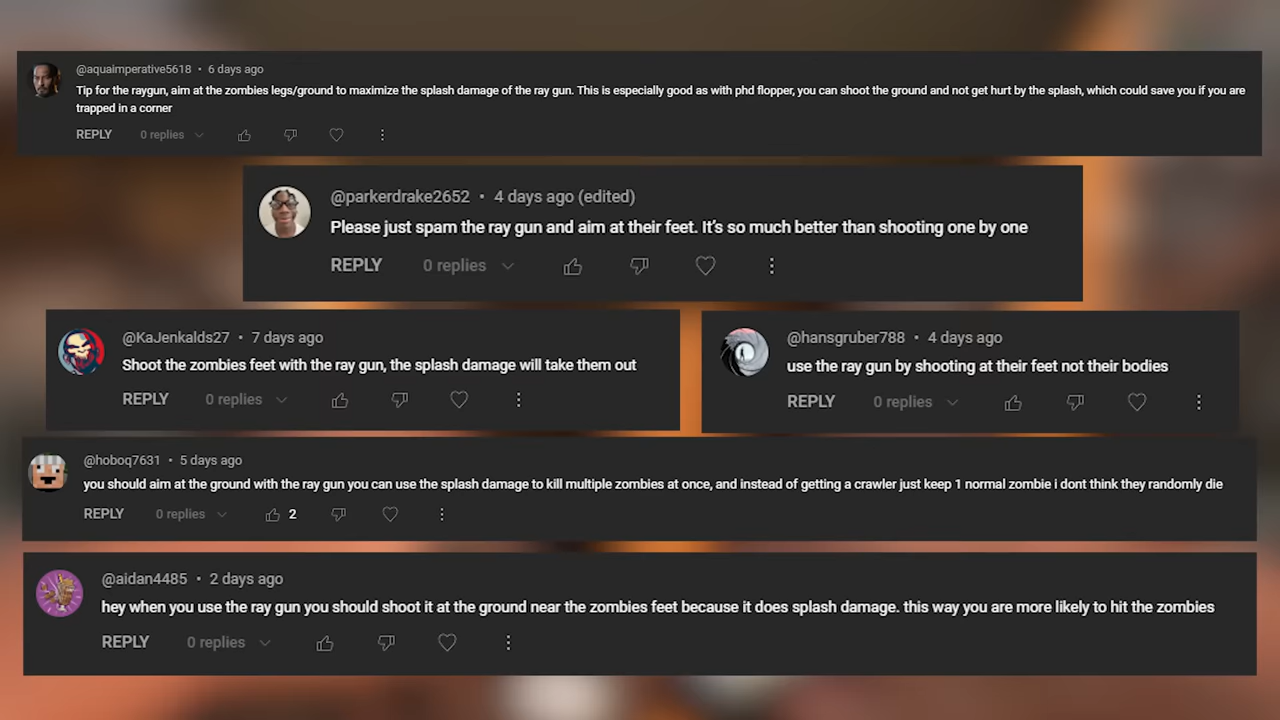 @aquaimperative5618 • 6 days ago
Tip for the raygun, aim at the zombies legs/ground to maximize the splash damage of the ray gun. This is especially good as with phd flopper, you can shoot the ground and not get hurt by the splash, which could save you if you are
trapped in a corner
REPLY 0 replies
@parkerdrake2652 • 4 days ago (edited)
Please just spam the ray gun and aim at their feet. It's so much better than shooting one by one
REPLY 0 replies
@KaJenkalds27 • 7 days ago
Shoot the zombies feet with the ray gun, the splash damage will take them out
REPLY 0 replies
@hansgruber788 • 4 days ago
use the ray gun by shooting at their feet not their bodies
REPLY 0 replies
@hoboq7631 • 5 days ago
you should aim at the ground with the ray gun you can use the splash damage to kill multiple zombies at once, and instead of getting a crawler just keep 1 normal zombie i dont think they randomly die
REPLY 0 replies 2
@aidan4485 • 2 days ago
hey when you use the ray gun you should shoot it at the ground near the zombies feet because it does splash damage. this way you are more likely to hit the zombies
REPLY 0 replies